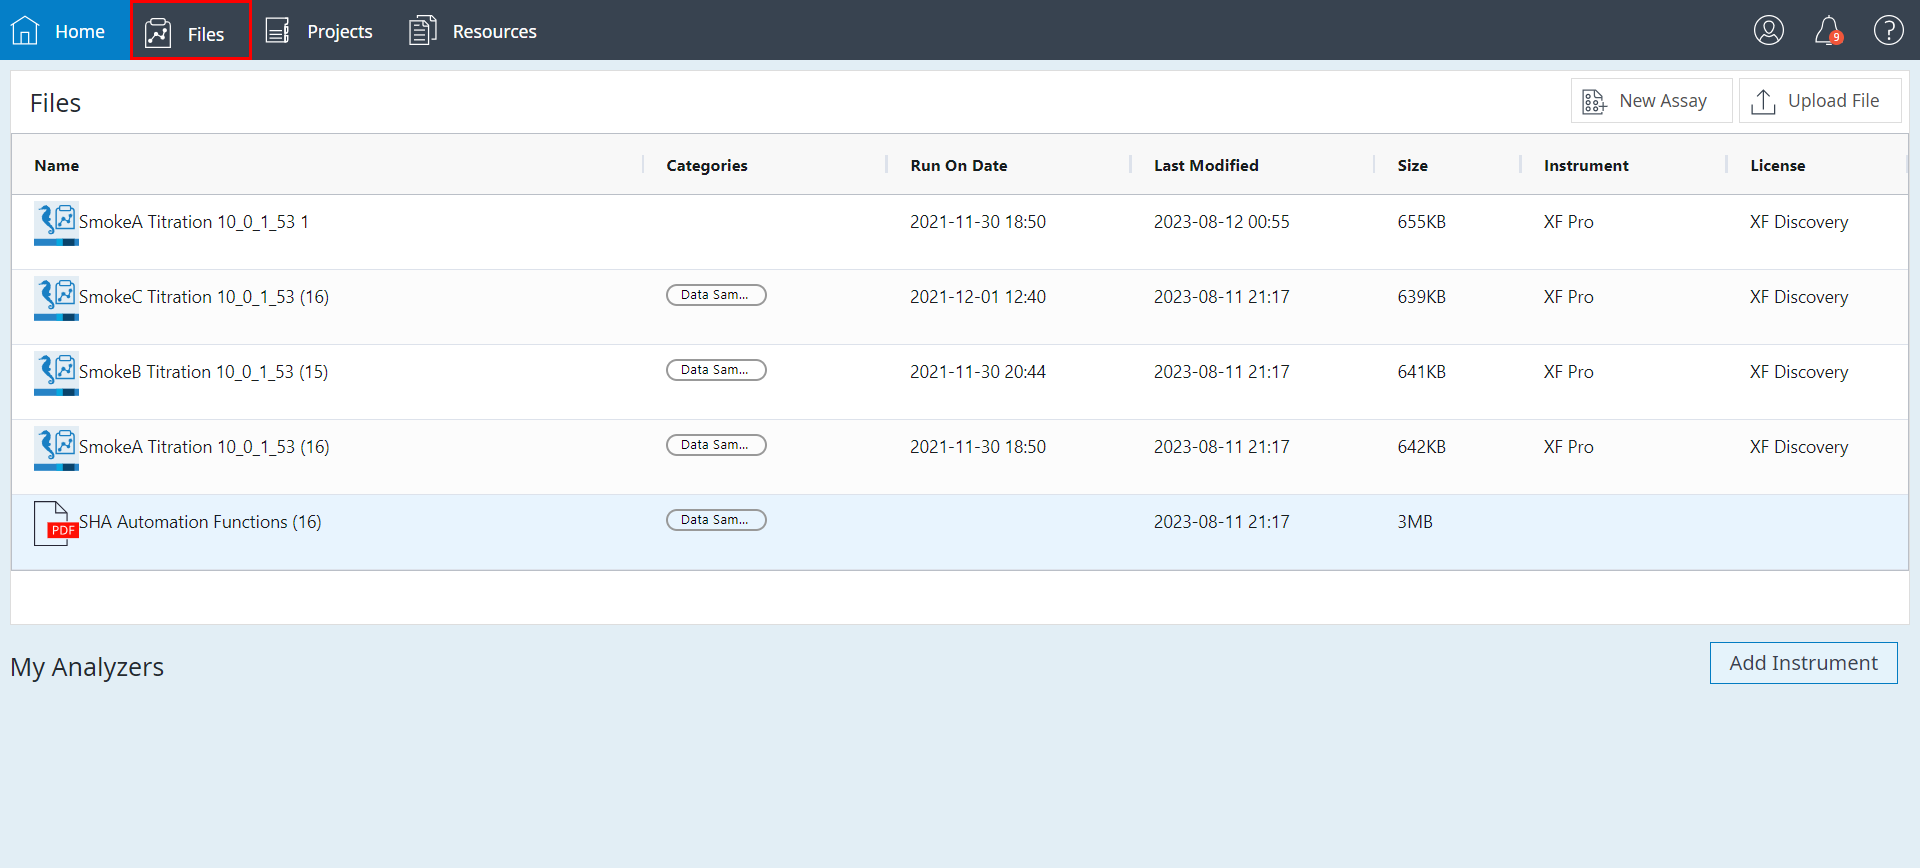 Home Files Projects Resources 9 ?
Files New Assay Upload File
Name Categories Run On Date Last Modified Size Instrument License
SmokeA Titration 10_0_1_53 1 2021-11-30 18:50 2023-08-12 00:55 655KB XF Pro XF Discovery
SmokeC Titration 10_0_1_53 (16) Data Sam... 2021-12-01 12:40 2023-08-11 21:17 639KB XF Pro XF Discovery
SmokeB Titration 10_0_1_53 (15) Data Sam... 2021-11-30 20:44 2023-08-11 21:17 641KB XF Pro XF Discovery
SmokeA Titration 10_0_1_53 (16) Data Sam... 2021-11-30 18:50 2023-08-11 21:17 642KB XF Pro XF Discovery
PDF SHA Automation Functions (16) Data Sam... 2023-08-11 21:17 3MB
My Analyzers Add Instrument